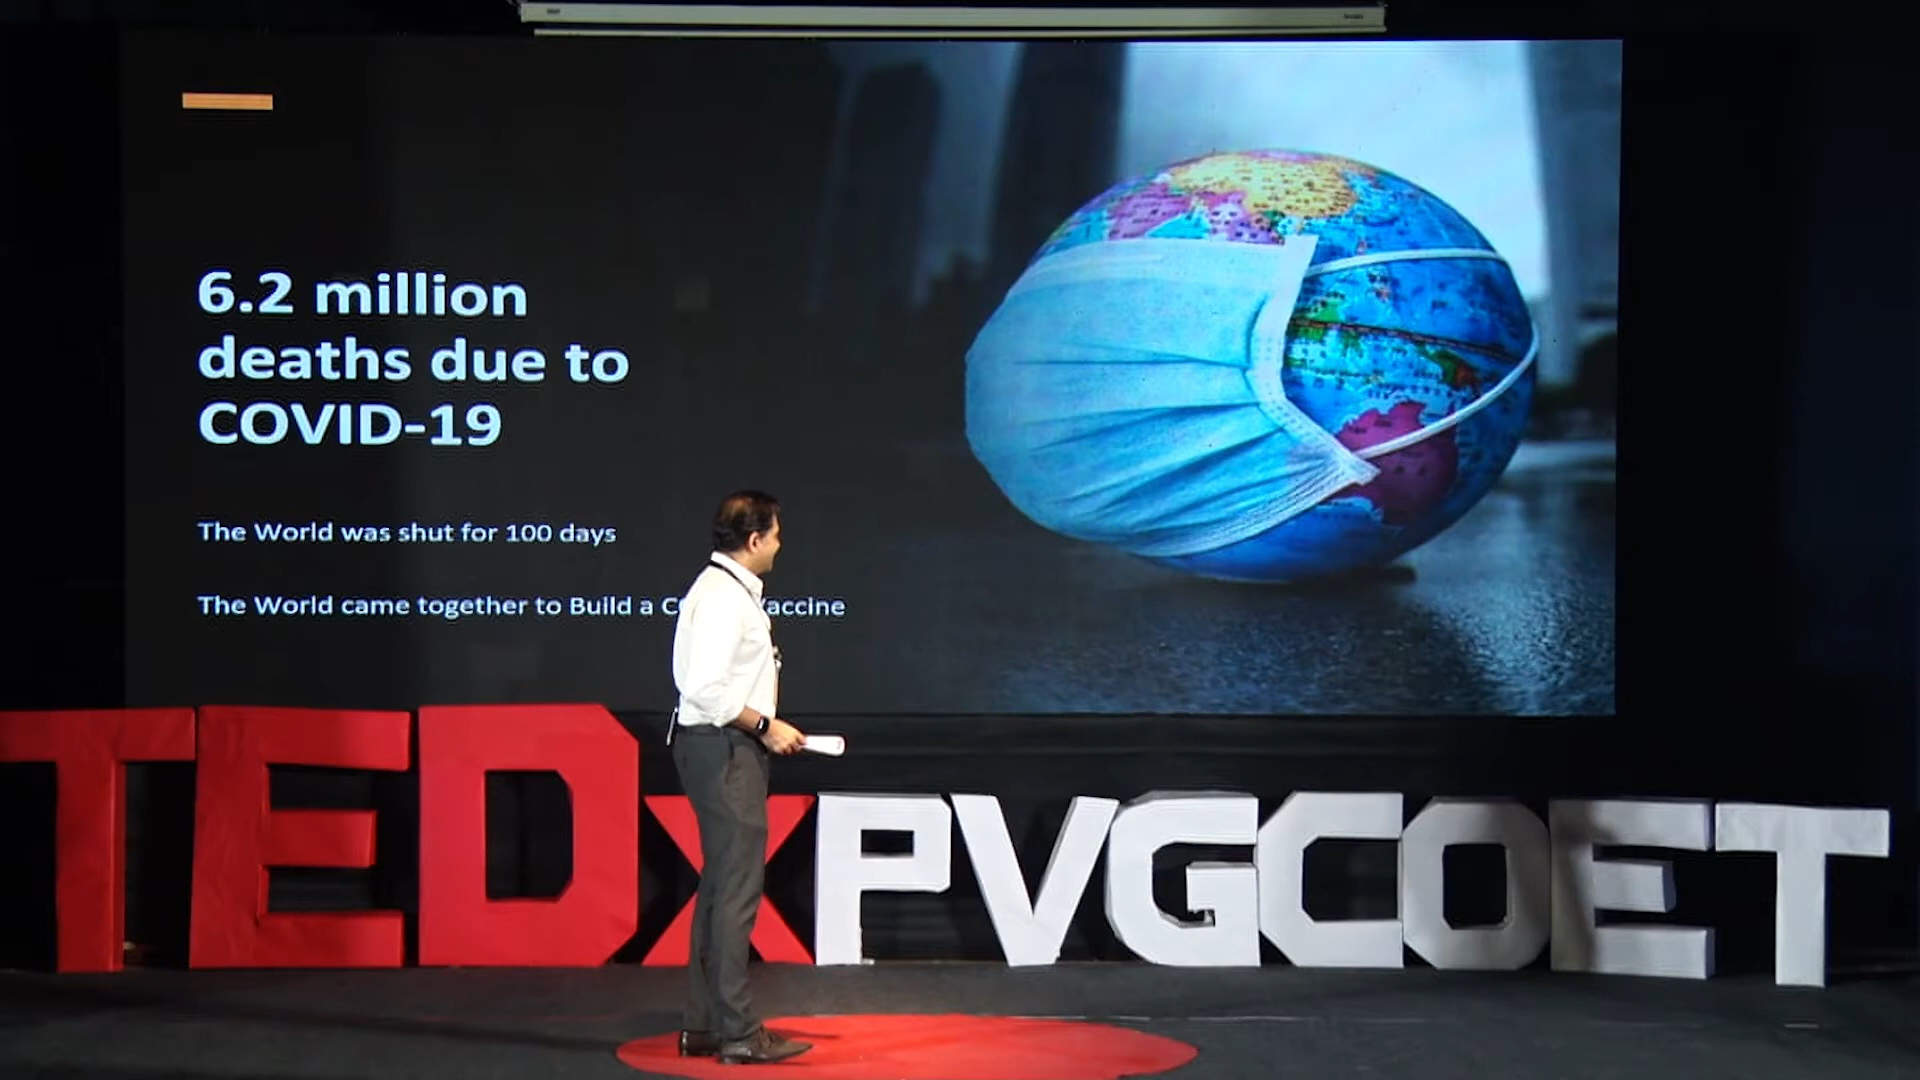 6.2 million
deaths due to
COVID-19
The World was shut for 100 days
The World came together to Build a accine
TEDxPVGCOET